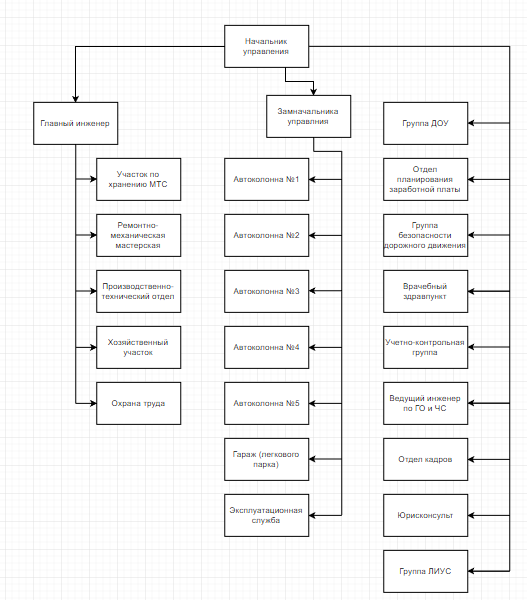 Начальник
управления
Главный инженер
Замначальника
управлния
Группа ДОУ
Участок по
хранению МТС
Автоколонна №1
Отдел
планирования
заработной платы
Ремонтно-
механическая
мастерская
Автоколонна №2
Группа
безопасности
дорожного движения
Производственно-
технический отдел
Автоколонна №3
Врачебный
здравпункт
Хозяйственный
участок
Автоколонна №4
Учетно-контрольная
группа
Охрана труда
Автоколонна №5
Ведущий инженер
по ГО и ЧС
Гараж (легкового
парка)
Отдел кадров
Эксплуатационная
служба
Юрисконсульт
Группа ЛИУС